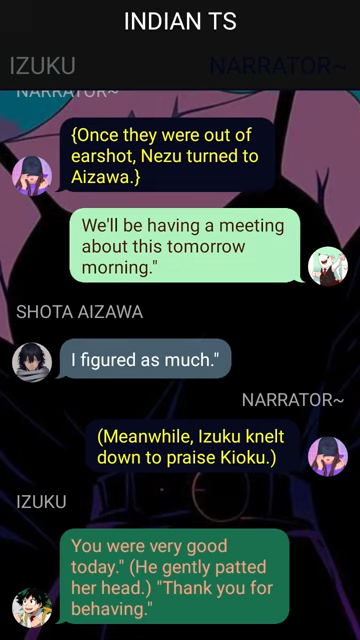 INDIAN TS
IZUKU
NARRATOR~
NARRATOR~
{Once they were out of
earshot, Nezu turned to
Aizawa.}
We'll be having a meeting
about this tomorrow
morning."
SHOTA AIZAWA
I figured as much."
NARRATOR~
(Meanwhile, Izuku knelt
down to praise Kioku.)
IZUKU
You were very good
today." (He gently patted
her head.) "Thank you for
behaving."